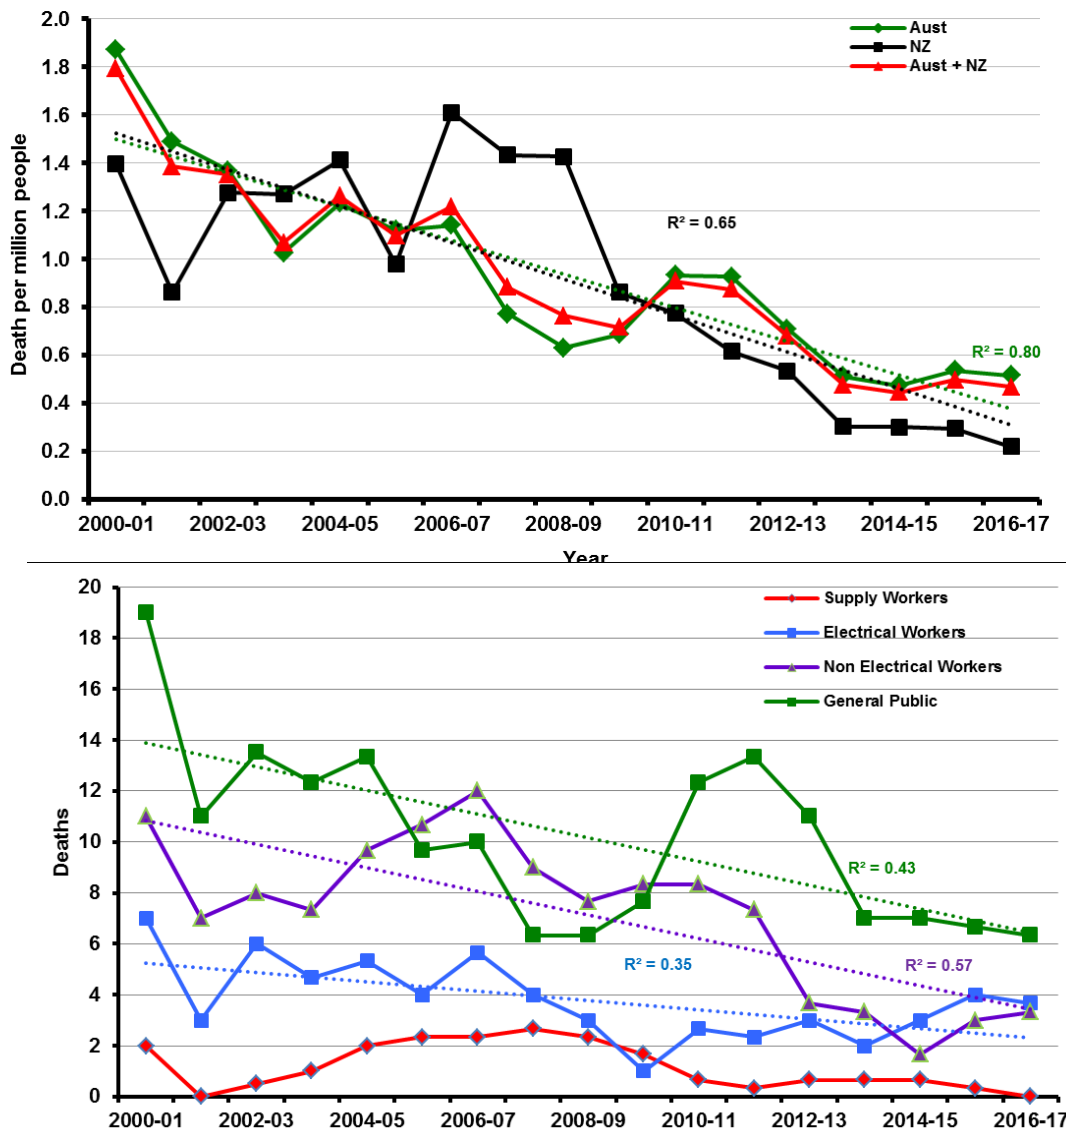 2.0
1.8
1.6
1.4
1.2
1.0
0.8
0.6
0.4
0.2
0.0
Death per million people
Aust
NZ
Aust + NZ
R² = 0.65
R² = 0.80
2000-01 2002-03 2004-05 2006-07 2008-09 2010-11 2012-13 2014-15 2016-17
Year
20
18
16
14
12
10
8
6
4
2
0
Deaths
Supply Workers
Electrical Workers
Non Electrical Workers
General Public
R² = 0.43
R² = 0.35
R² = 0.57
2000-01 2002-03 2004-05 2006-07 2008-09 2010-11 2012-13 2014-15 2016-17